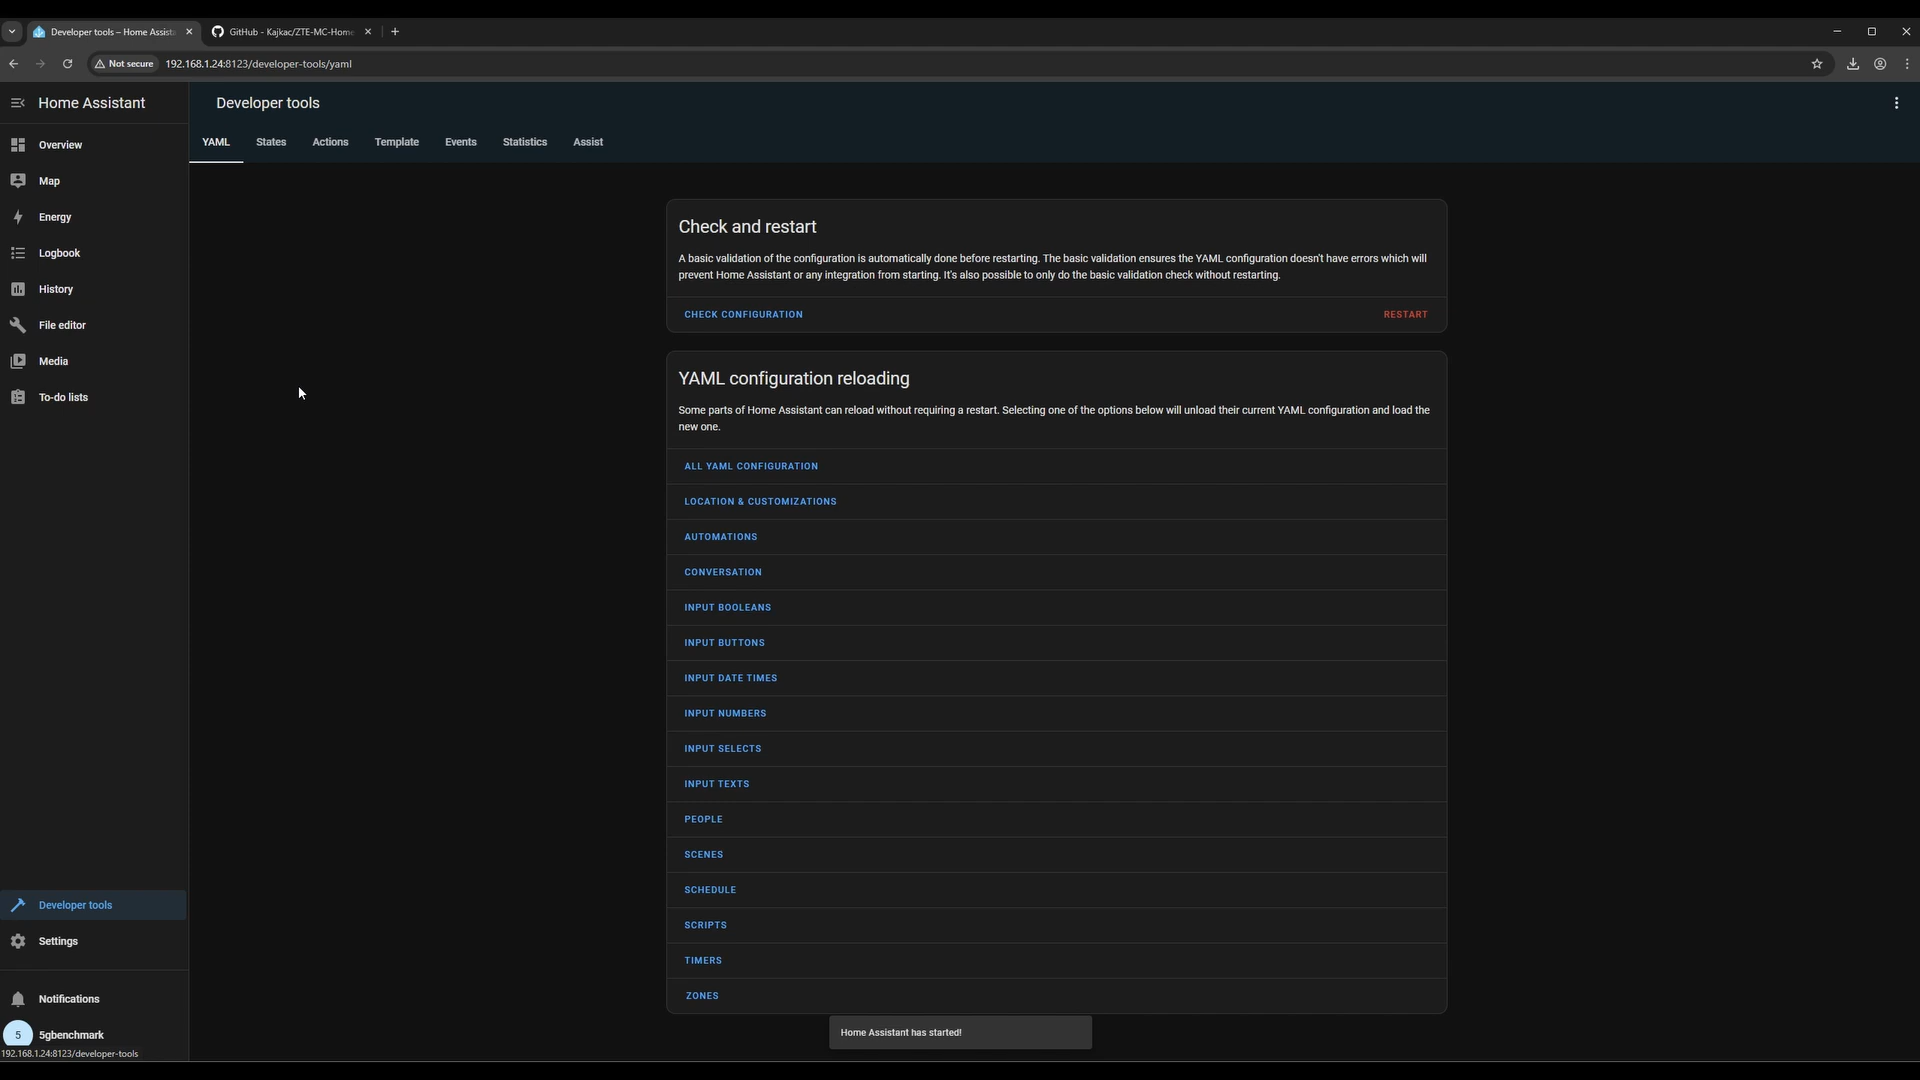 Developer tools – Home Assista
GitHub - Kajkac/ZTE-MC-Home
Not secure
192.168.1.24:8123/developer-tools/yaml
Home Assistant
Developer tools
YAML
States
Actions
Template
Events
Statistics
Assist
Overview
Map
Energy
Logbook
History
File editor
Media
To-do lists
Developer tools
Settings
Notifications
5
5gbenchmark
192.168.1.24:8123/developer-tools
Check and restart
A basic validation of the configuration is automatically done before restarting. The basic validation ensures the YAML configuration doesn't have errors which will
prevent Home Assistant or any integration from starting. It's also possible to only do the basic validation check without restarting.
CHECK CONFIGURATION
RESTART
YAML configuration reloading
Some parts of Home Assistant can reload without requiring a restart. Selecting one of the options below will unload their current YAML configuration and load the
new one.
ALL YAML CONFIGURATION
LOCATION & CUSTOMIZATIONS
AUTOMATIONS
CONVERSATION
INPUT BOOLEANS
INPUT BUTTONS
INPUT DATE TIMES
INPUT NUMBERS
INPUT SELECTS
INPUT TEXTS
PEOPLE
SCENES
SCHEDULE
SCRIPTS
TIMERS
ZONES
Home Assistant has started!